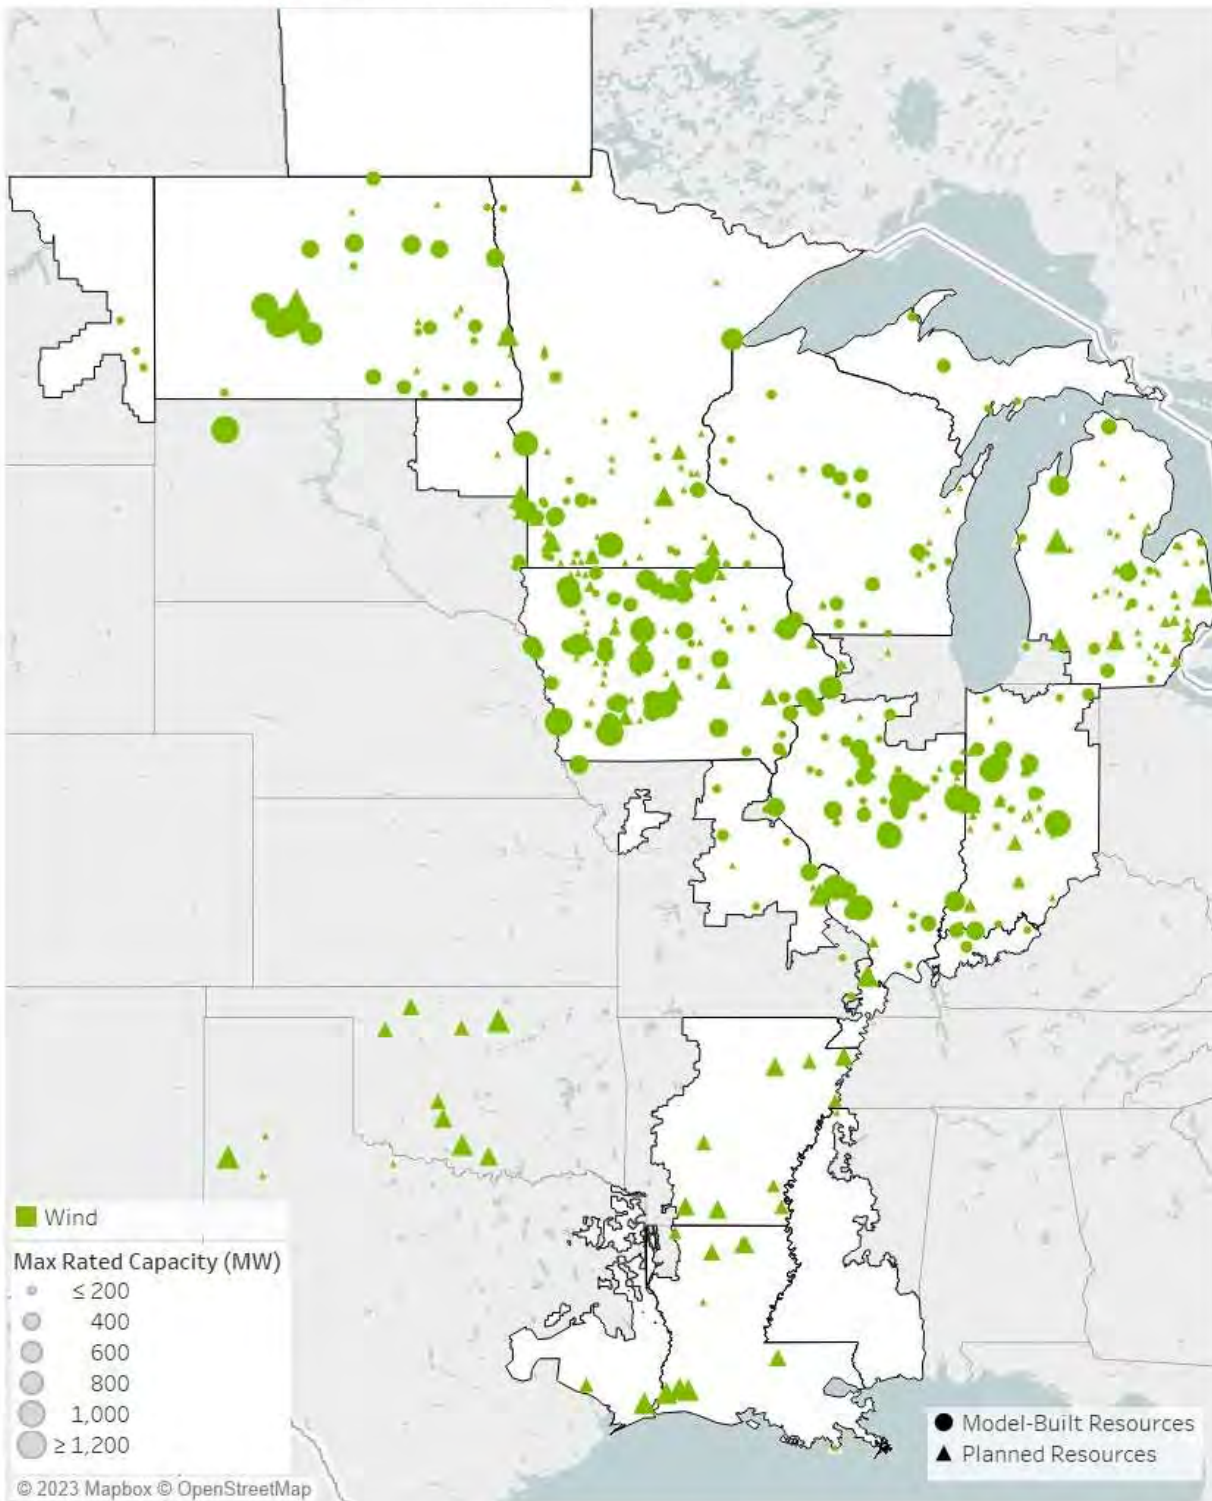 Wind
Max Rated Capacity (MW)
≤ 200
400
600
800
1,000
≥ 1,200
© 2023 Mapbox © OpenStreetMap
Model-Built Resources
Planned Resources